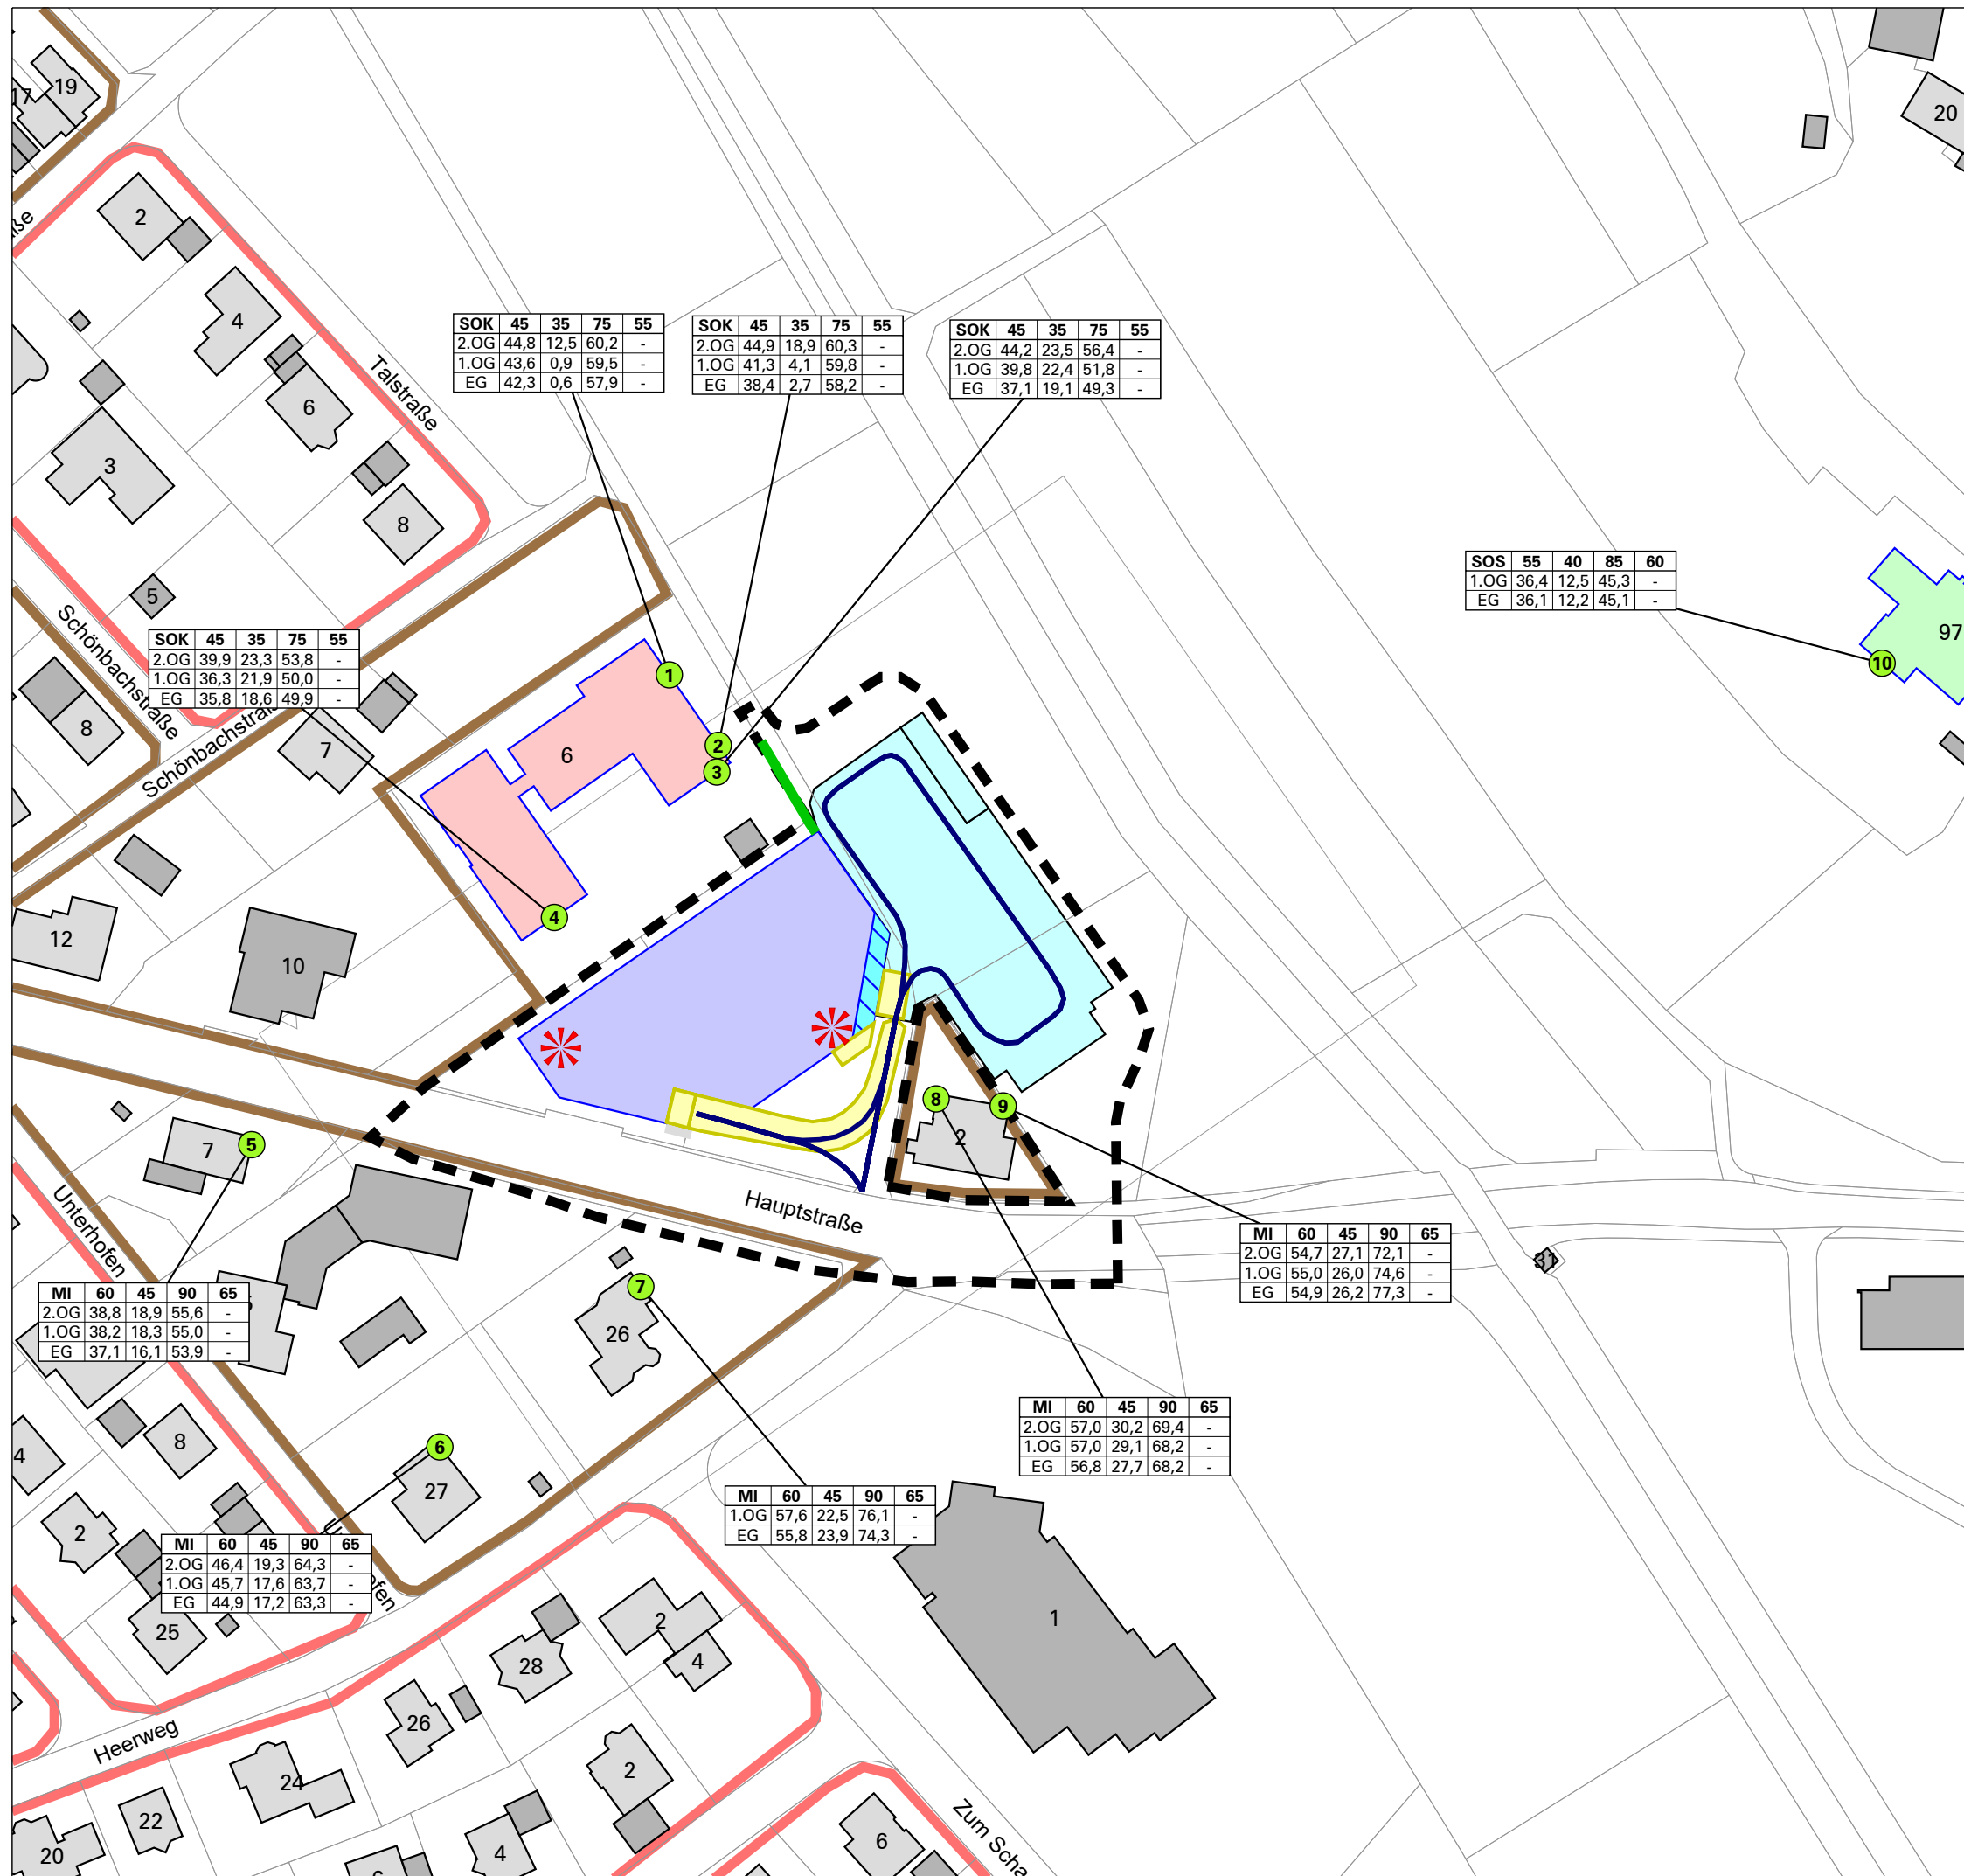 19
17
20
2
4
Talstraße
6
3
8
5
SOK 45 35 75 55
2.OG 44,8 12,5 60,2 -
1.OG 43,6 0,9 59,5 -
EG 42,3 0,6 57,9 -
SOK 45 35 75 55
2.OG 44,9 18,9 60,3 -
1.OG 41,3 4,1 59,8 -
EG 38,4 2,7 58,2 -
SOK 45 35 75 55
2.OG 44,2 23,5 56,4 -
1.OG 39,8 22,4 51,8 -
EG 37,1 19,1 49,3 -
SOS 55 40 85 60
1.OG 36,4 12,5 45,3 -
EG 36,1 12,2 45,1 -
97
10
Schönbachstraße
SOK 45 35 75 55
2.OG 39,9 23,3 53,8 -
1.OG 36,3 21,9 50,0 -
EG 35,8 18,6 49,9 -
8
7
6
1
2
3
4
12
10
7
5
8
9
2
Hauptstraße
Unterhofen
MI 60 45 90 65
2.OG 38,8 18,9 55,6 -
1.OG 38,2 18,3 55,0 -
EG 37,1 16,1 53,9 -
7
26
MI 60 45 90 65
2.OG 54,7 27,1 72,1 -
1.OG 55,0 26,0 74,6 -
EG 54,9 26,2 77,3 -
31
MI 60 45 90 65
2.OG 57,0 30,2 69,4 -
1.OG 57,0 29,1 68,2 -
EG 56,8 27,7 68,2 -
4
8
6
27
2
MI 60 45 90 65
1.OG 57,6 22,5 76,1 -
EG 55,8 23,9 74,3 -
MI 60 45 90 65
2.OG 46,4 19,3 64,3 -
1.OG 45,7 17,6 63,7 -
EG 44,9 17,2 63,3 -
25
28
2
4
1
26
Heerweg
24
2
22
20
4
6
Zum Scha